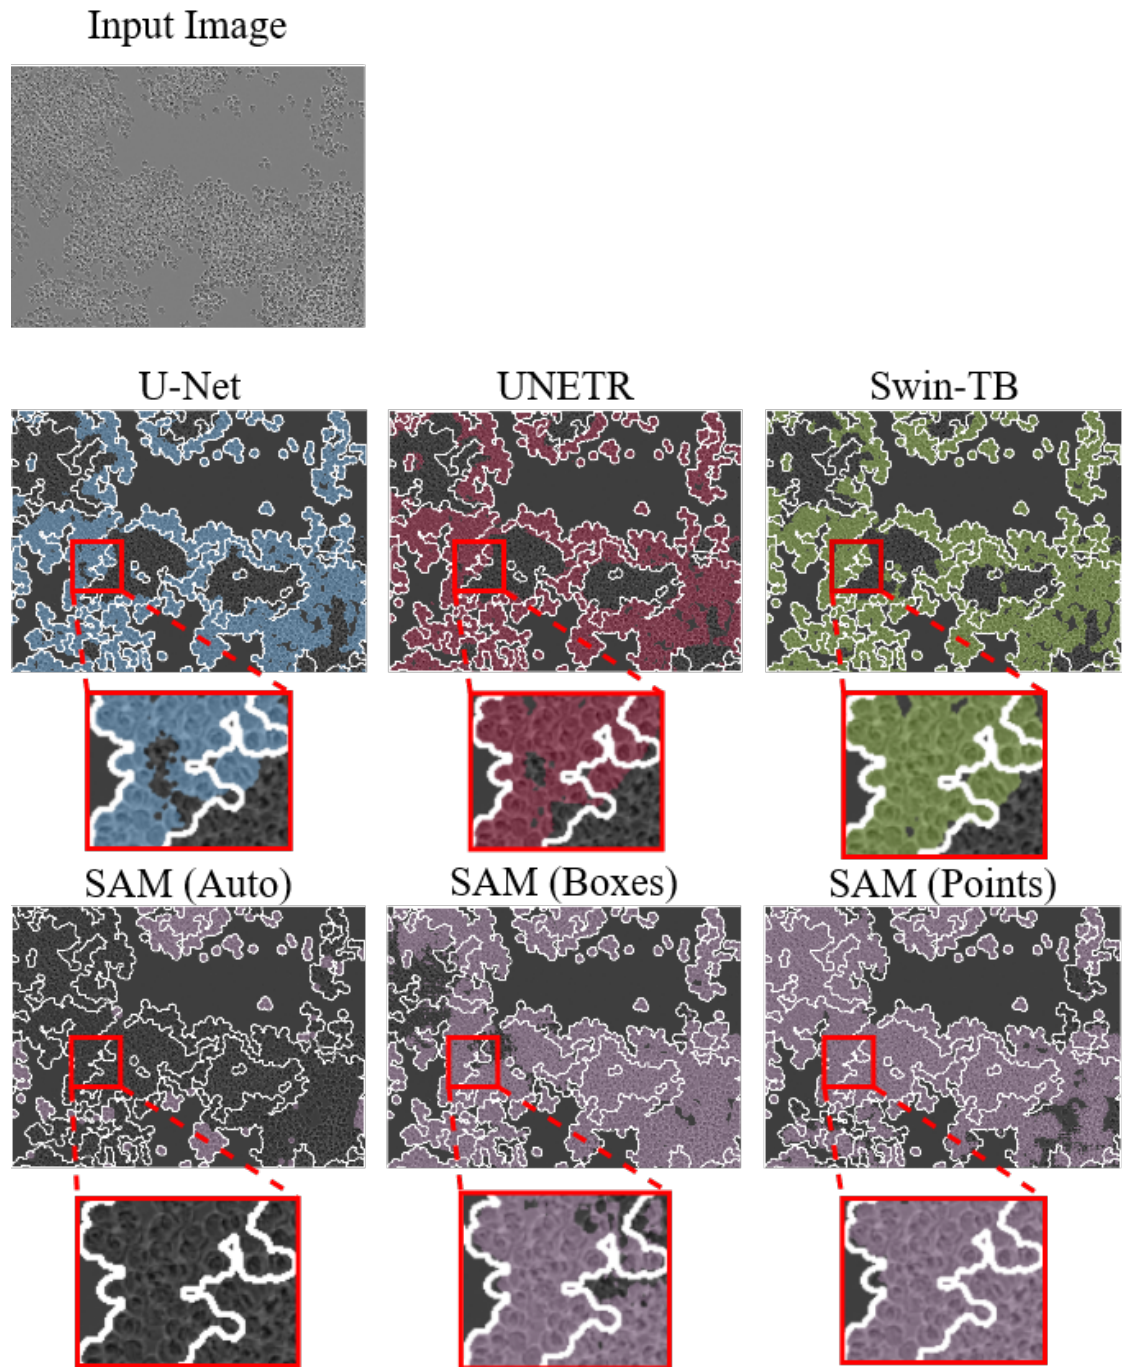 Input Image
U-Net
UNETR
Swin-TB
SAM (Auto)
SAM (Boxes)
SAM (Points)